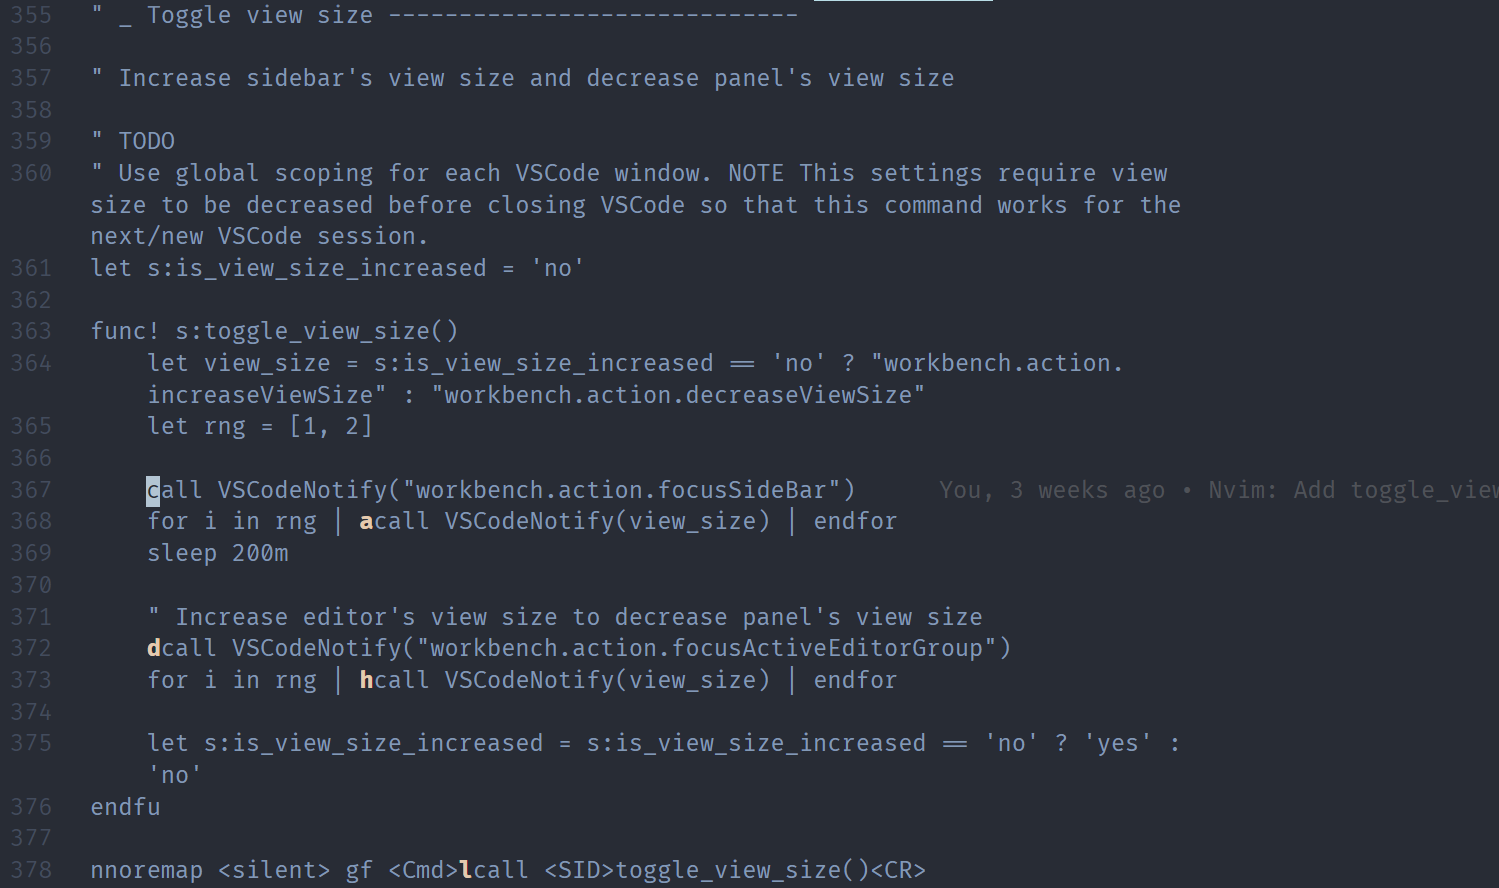 355 " _ Toggle view size -----------------------------
356
357 " Increase sidebar's view size and decrease panel's view size
358
359 " TODO
360 " Use global scoping for each VSCode window. NOTE This settings require view
size to be decreased before closing VSCode so that this command works for the
next/new VSCode session.
361 let s:is_view_size_increased = 'no'
362
363 func! s:toggle_view_size()
364 let view_size = s:is_view_size_increased == 'no' ? "workbench.action.
increaseViewSize" : "workbench.action.decreaseViewSize"
365 let rng = [1, 2]
366
367 call VSCodeNotify("workbench.action.focusSideBar") You, 3 weeks ago • Nvim: Add toggle_view
368 for i in rng | acall VSCodeNotify(view_size) | endfor
369 sleep 200m
370
371 " Increase editor's view size to decrease panel's view size
372 dcall VSCodeNotify("workbench.action.focusActiveEditorGroup")
373 for i in rng | hcall VSCodeNotify(view_size) | endfor
374
375 let s:is_view_size_increased = s:is_view_size_increased == 'no' ? 'yes' :
'no'
376 endfu
377
378 nnoremap <silent> gf <Cmd>lcall <SID>toggle_view_size()<CR>